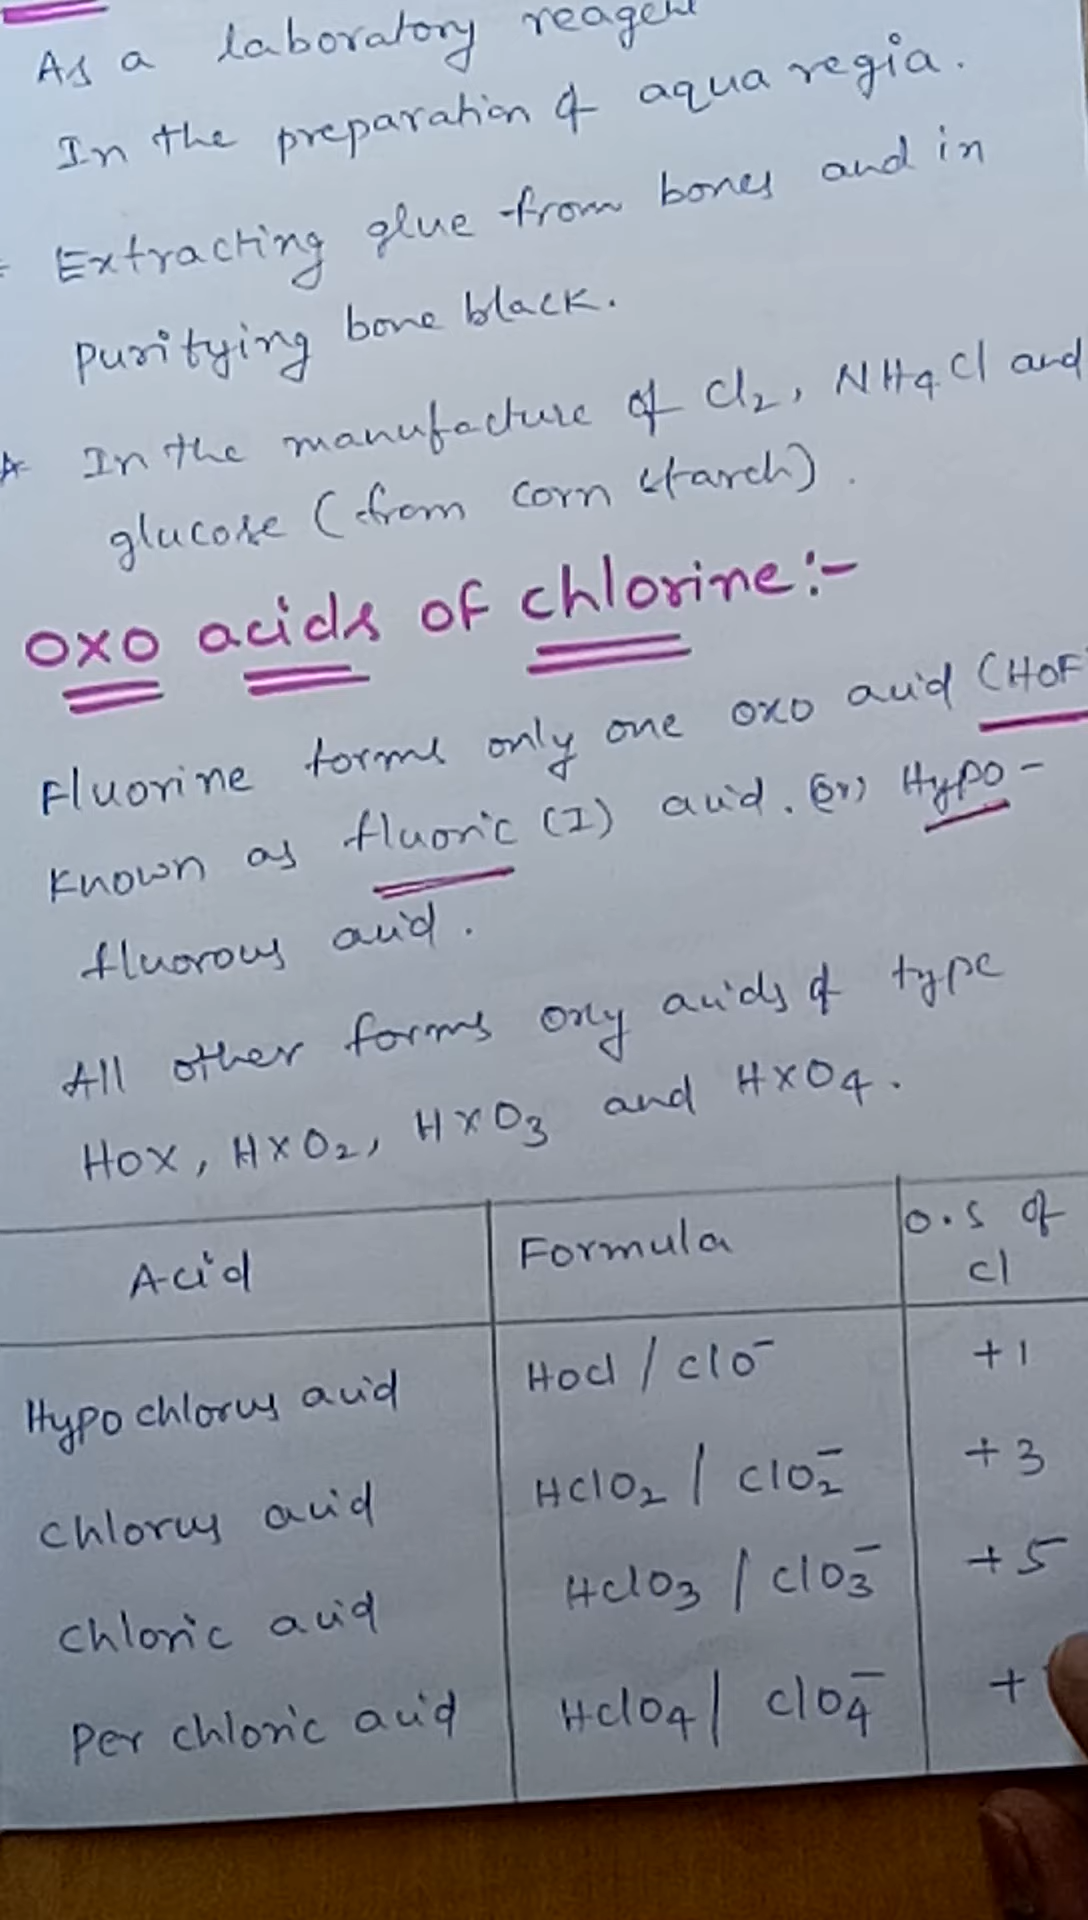 As a laboratory reagent
In the preparation of aqua regia.
Extracting glue from bones and in
purifying bone black.
In the manufacture of Cl₂, NH₄Cl and
glucose (from corn starch).
oxo acids of chlorine:-
Fluorine forms only one oxo acid (HOF
known as fluoric (I) acid. (or) Hypo-
fluorous acid.
All other forms only acids of type
HOX, HXO₂, HXO₃ and HXO₄.
Acid Formula O.S of
Cl
Hypo chlorus acid HOCl / ClO⁻ +1
chlorus acid HClO₂ / ClO₂⁻ +3
chloric acid HClO₃ / ClO₃⁻ +5
Per chloric acid HClO₄ / ClO₄⁻ +